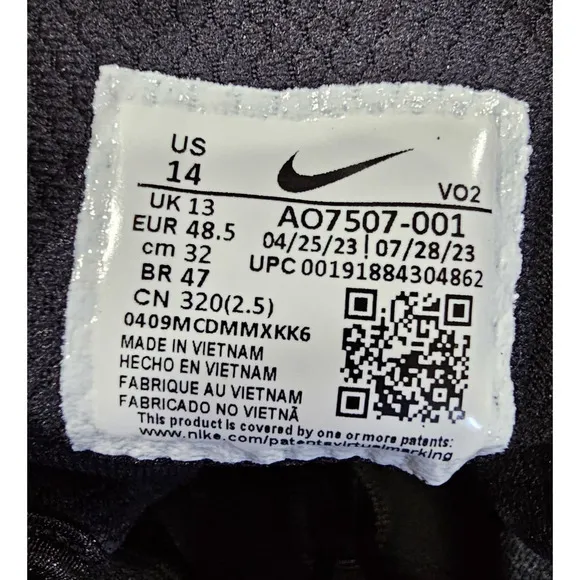 US
14
UK 13
EUR 48.5
cm 32
BR 47
CN 320(2.5)
VO2
AO7507-001
04/25/23 | 07/28/23
UPC 00191884304862
0409MCDMMXKK6
MADE IN VIETNAM
HECHO EN VIETNAM
FABRIQUE AU VIETNAM
FABRICADO NO VIETNÃ
This product is covered by one or more patents:
www.nike.com/patentsvirtualmarking